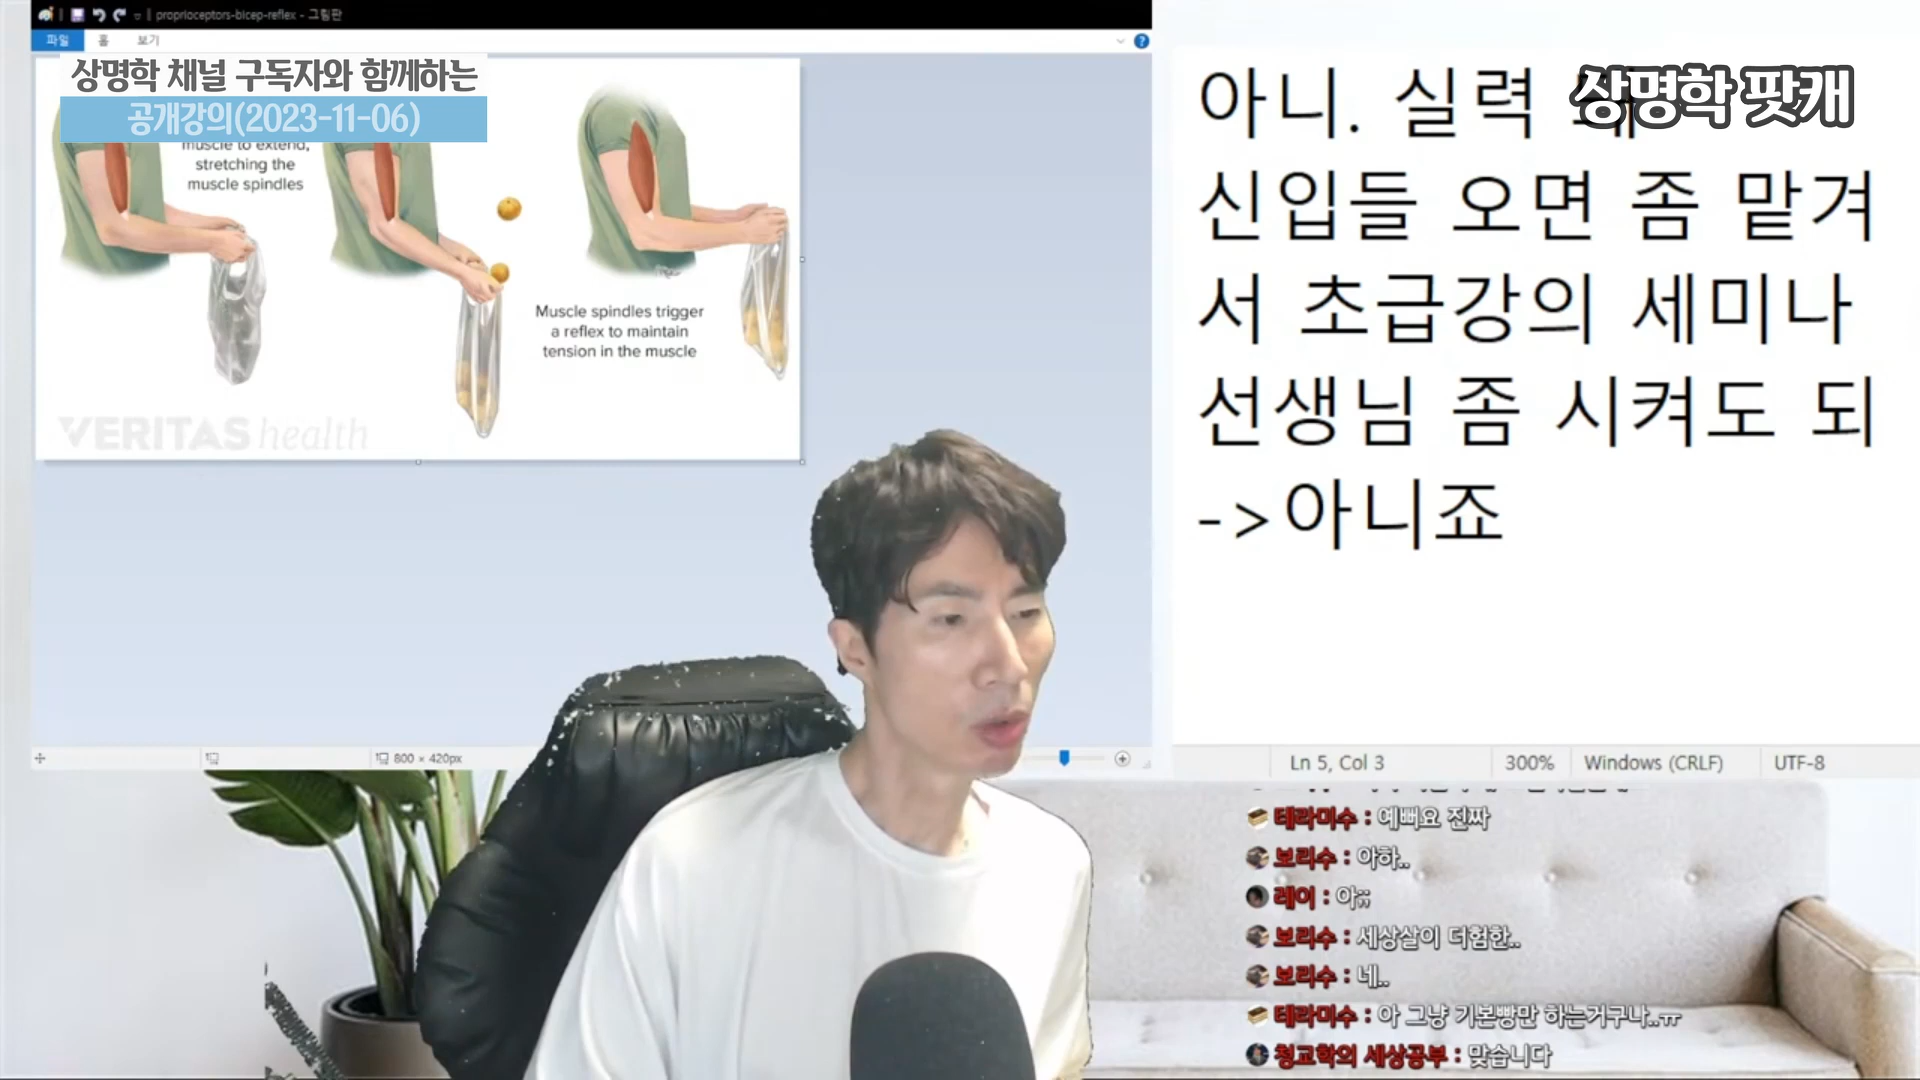 proprioceptors-bicep-reflex - 그림판
파일 홈 보기
상명학 채널 구독자와 함께하는
공개강의(2023-11-06)
muscle to extend,
stretching the
muscle spindles
Muscle spindles trigger
a reflex to maintain
tension in the muscle
VERITAS health
800 × 420px
상명학 팟캐
아니. 실력
신입들 오면 좀 맡겨
서 초급강의 세미나
선생님 좀 시켜도 되
->아니죠
Ln 5, Col 3 300% Windows (CRLF) UTF-8
테라미수 : 예뻐요 진짜
보리수 : 아하..
레이 : 아;;
보리수 : 세상살이 더험한..
보리수 : 네..
테라미수 : 아 그냥 기본빵만 하는거구나..ㅠ
청교학의 세상공부 : 맞습니다